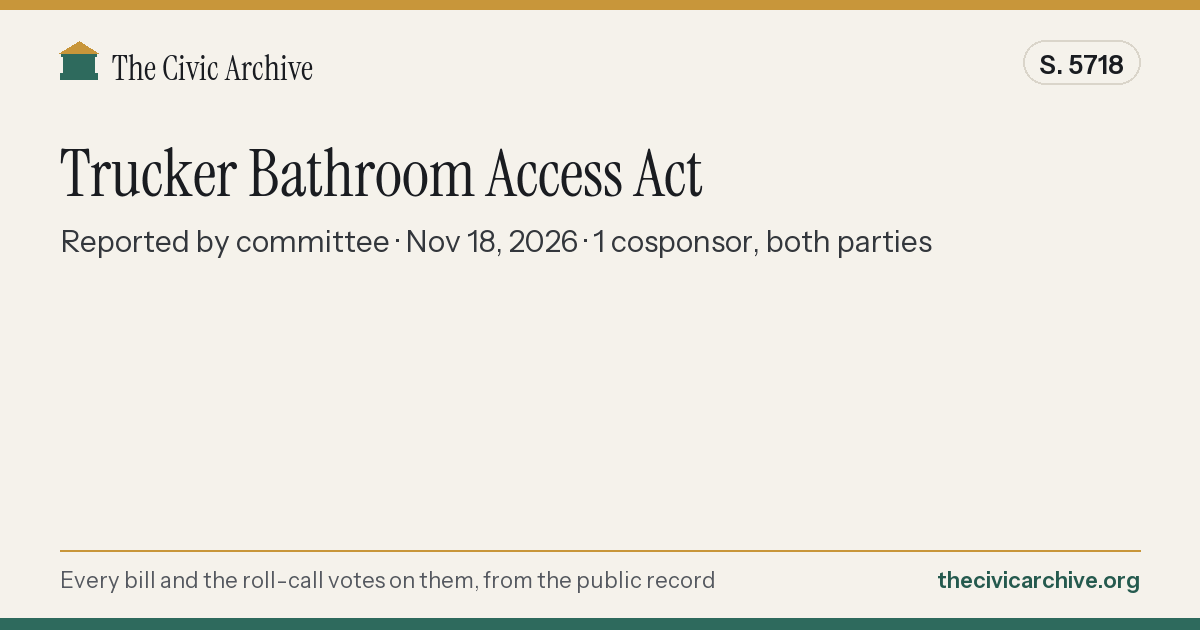 The Civic Archive
S. 5718
Trucker Bathroom Access Act
Reported by committee · Nov 18, 2026 · 1 cosponsor, both parties
Every bill and the roll-call votes on them, from the public record
thecivicarchive.org